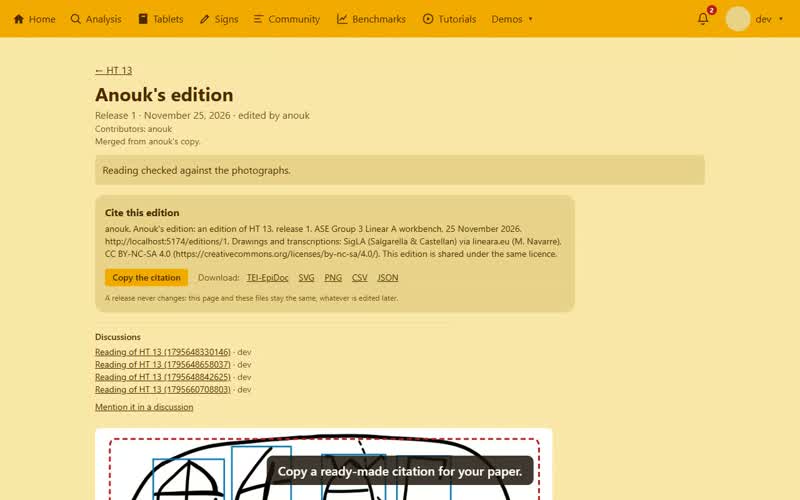 Home Analysis Tablets Signs Community Benchmarks Tutorials Demos 2 dev
← HT 13
Anouk's edition
Release 1 · November 25, 2026 · edited by anouk
Contributors: anouk
Merged from anouk's copy.
Reading checked against the photographs.
Cite this edition
anouk. Anouk's edition: an edition of HT 13. release 1. ASE Group 3 Linear A workbench, 25 November 2026.
http://localhost:5174/editions/1. Drawings and transcriptions: SigLA (Salgarella & Castellan) via lineara.eu (M. Navarre),
CC BY-NC-SA 4.0 (https://creativecommons.org/licenses/by-nc-sa/4.0/). This edition is shared under the same licence.
Copy the citation Download: TEI-EpiDoc SVG PNG CSV JSON
A release never changes: this page and these files stay the same, whatever is edited later.
Discussions
Reading of HT 13 (1795648330146) · dev
Reading of HT 13 (1795648658037) · dev
Reading of HT 13 (1795648842625) · dev
Reading of HT 13 (1795660708803) · dev
Mention it in a discussion
Copy a ready-made citation for your paper.